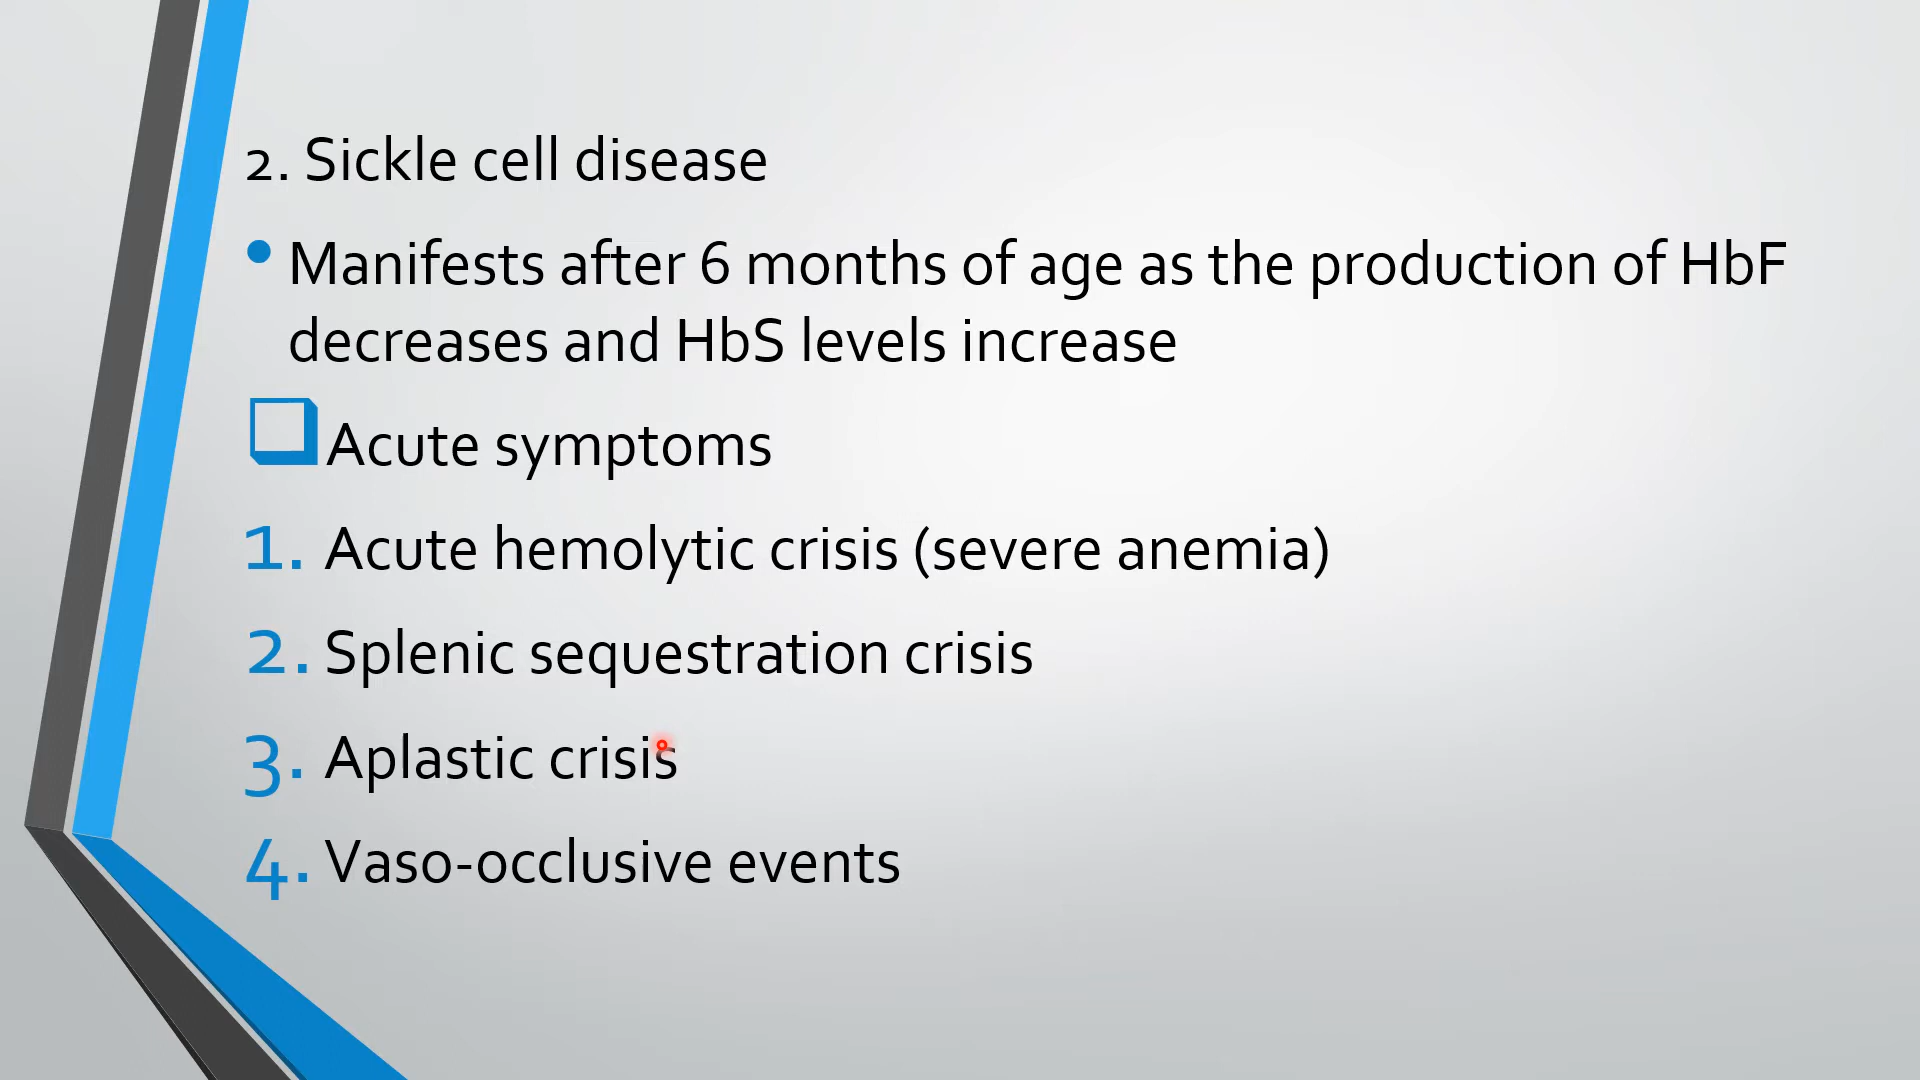 2. Sickle cell disease
• Manifests after 6 months of age as the production of HbF
decreases and HbS levels increase
❑ Acute symptoms
1. Acute hemolytic crisis (severe anemia)
2. Splenic sequestration crisis
3. Aplastic crisis
4. Vaso-occlusive events